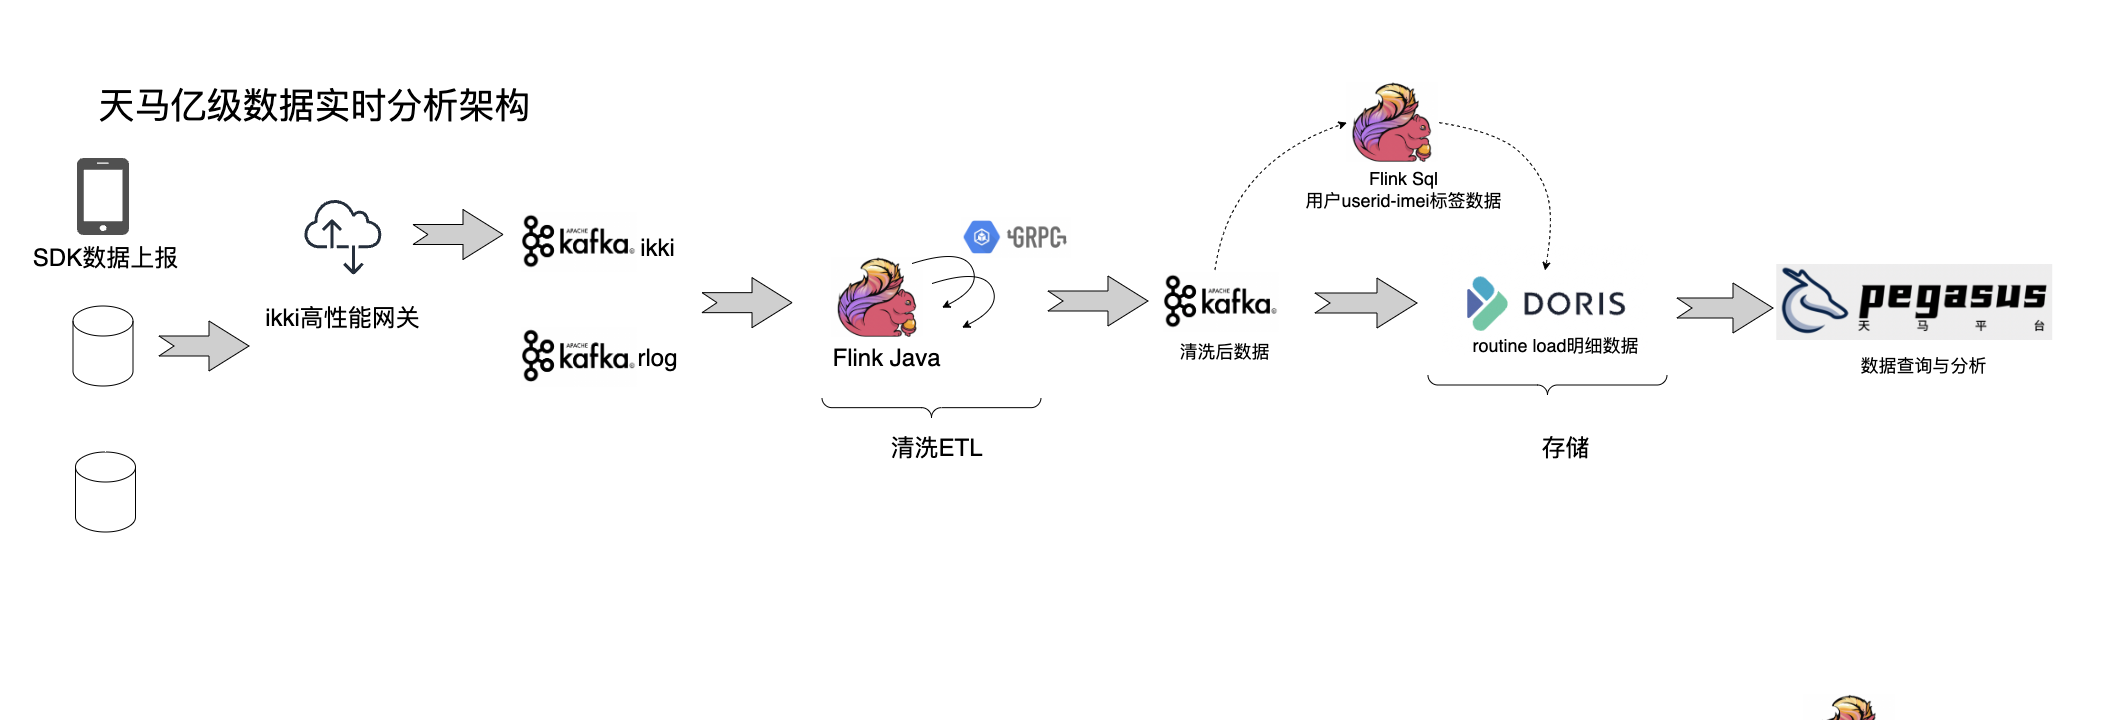 天马亿级数据实时分析架构
SDK数据上报
ikki高性能网关
APACHE
kafka® ikki
APACHE
kafka® rlog
GRPC
Flink Java
清洗ETL
APACHE
kafka®
清洗后数据
Flink Sql
用户userid-imei标签数据
DORIS
routine load明细数据
存储
pegasus
天马平台
数据查询与分析